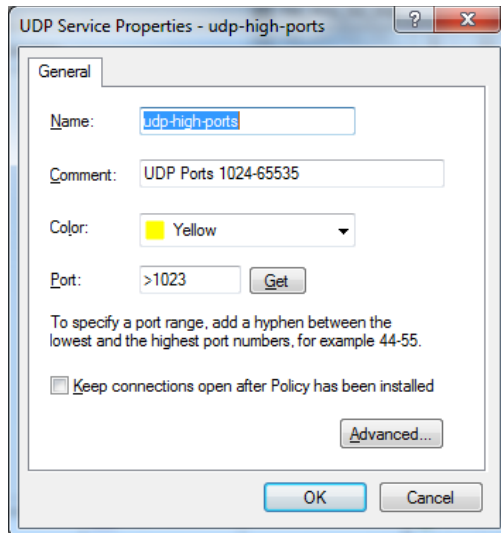 UDP Service Properties - udp-high-ports
?
X
General
Name: udp-high-ports
Comment: UDP Ports 1024-65535
Color: Yellow
Port: >1023 Get
To specify a port range, add a hyphen between the
lowest and the highest port numbers, for example 44-55.
Keep connections open after Policy has been installed
Advanced...
OK Cancel